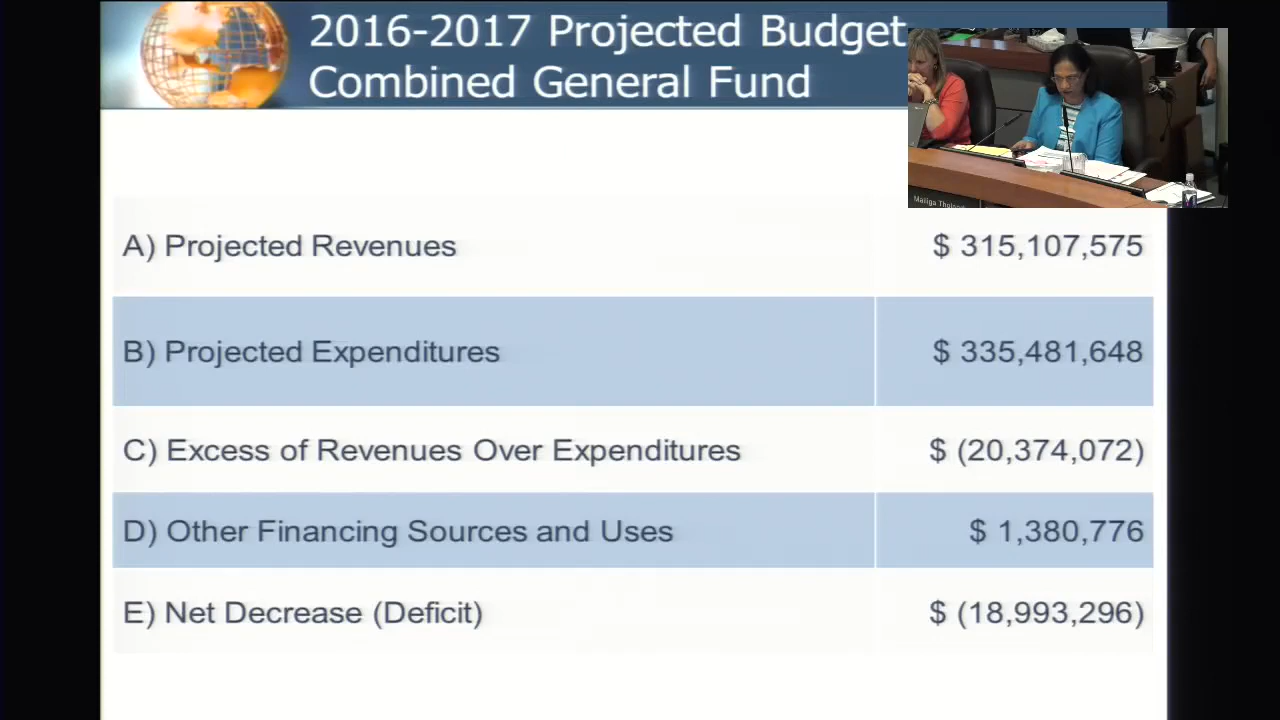 2016-2017 Projected Budget
Combined General Fund
A) Projected Revenues $ 315,107,575
B) Projected Expenditures $ 335,481,648
C) Excess of Revenues Over Expenditures $ (20,374,072)
D) Other Financing Sources and Uses $ 1,380,776
E) Net Decrease (Deficit) $ (18,993,296)